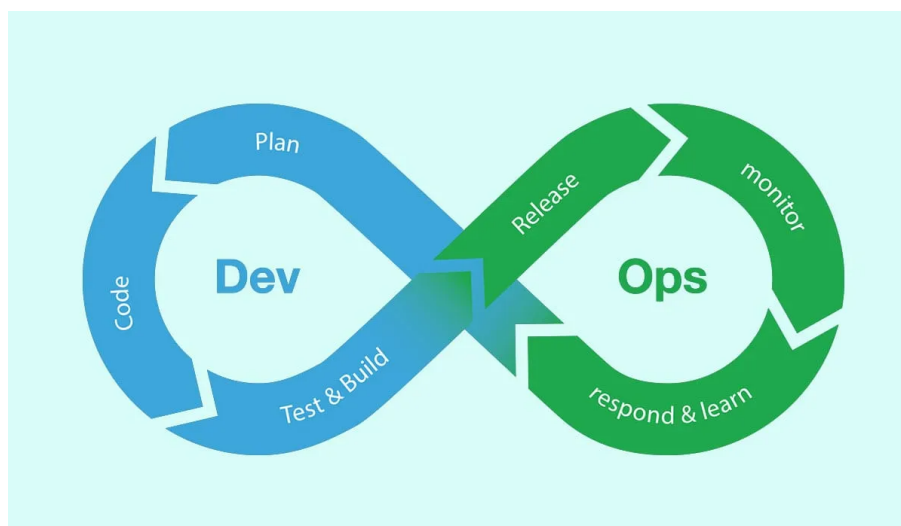 Plan
Code
Dev
Test & Build
Release
monitor
Ops
respond & learn